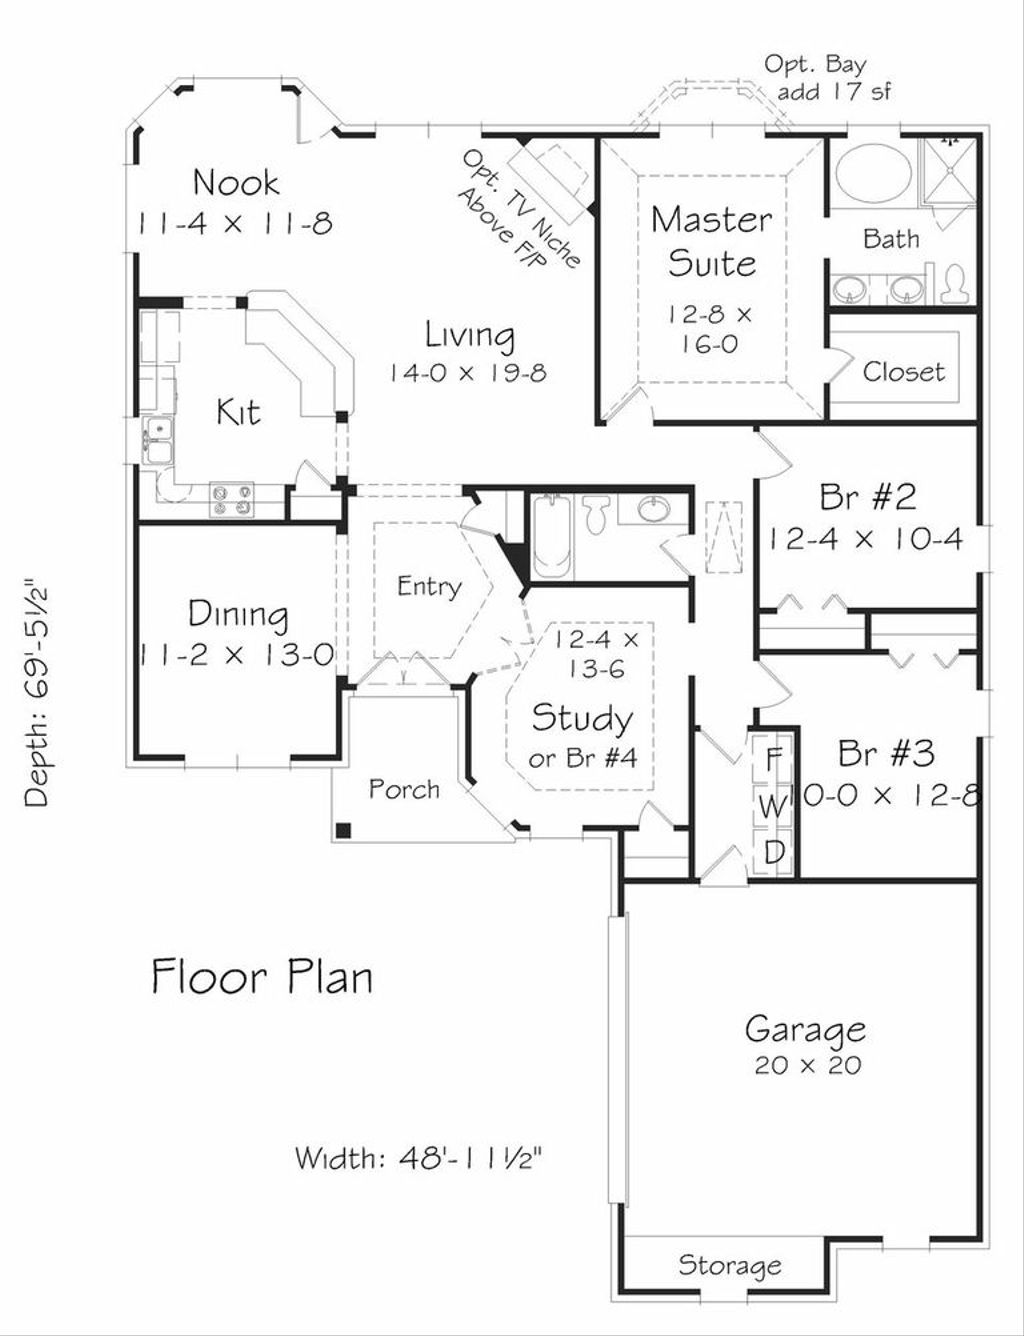 Opt. Bay
add 17 sf
Nook
11-4 x 11-8
Opt. TV Niche
Above F/P
Master
Suite
12-8 x
16-0
Bath
Living
14-0 x 19-8
Closet
Kit
Br #2
12-4 x 10-4
Entry
Dining
11-2 x 13-0
12-4 x
13-6
Study
or Br #4
Porch
F
W
D
Br #3
10-0 x 12-8
Depth: 69'-5½"
Floor Plan
Garage
20 x 20
Width: 48'-11½"
Storage